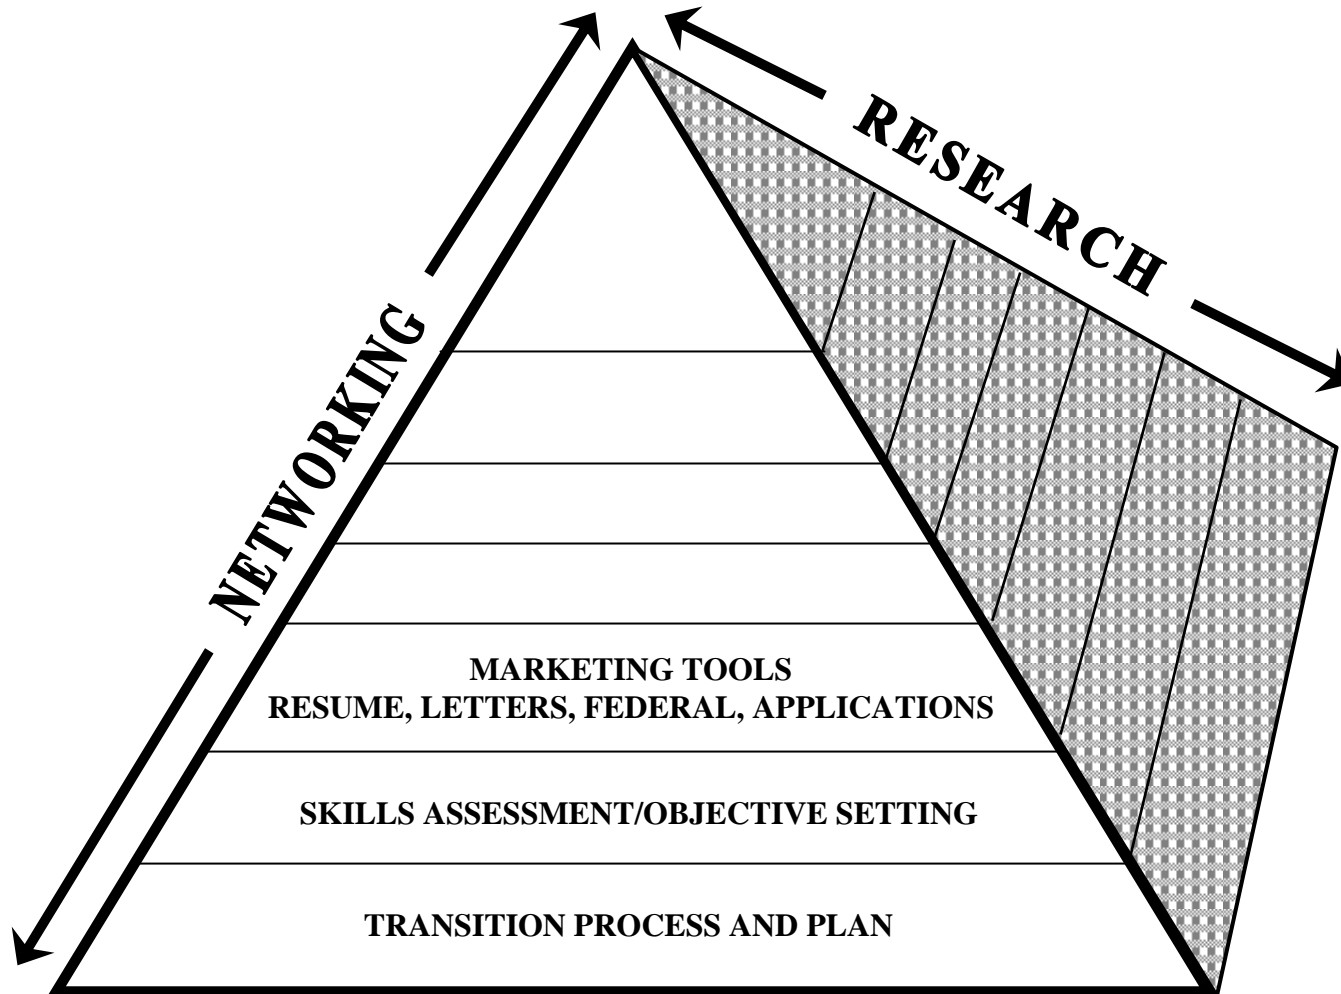 RESEARCH
NETWORKING
MARKETING TOOLS
RESUME, LETTERS, FEDERAL, APPLICATIONS
SKILLS ASSESSMENT/OBJECTIVE SETTING
TRANSITION PROCESS AND PLAN